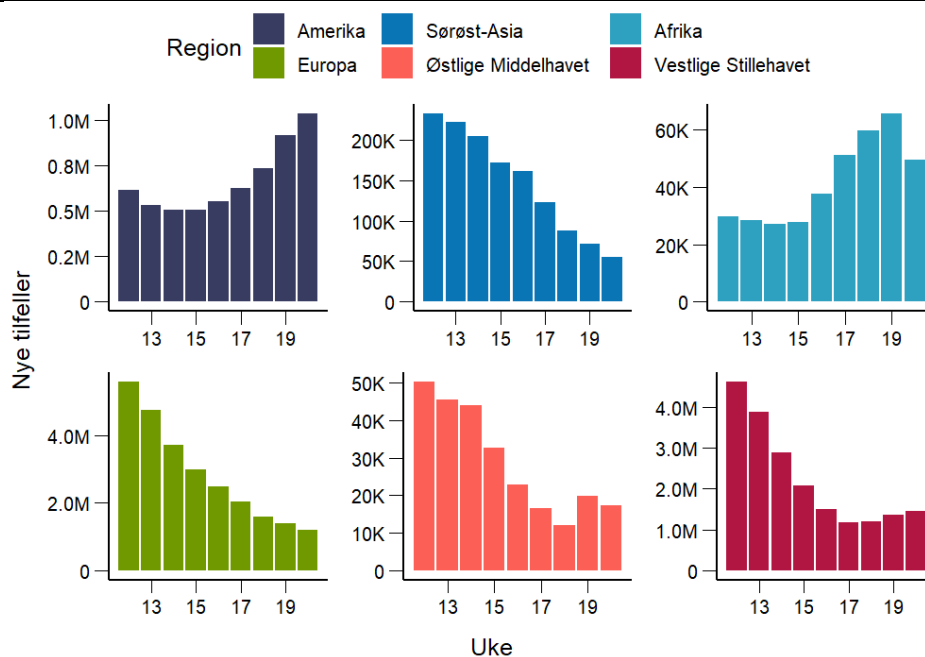 Region
Amerika Sørøst-Asia Afrika
Europa Østlige Middelhavet Vestlige Stillehavet
Nye tilfeller
1.0M
0.8M
0.5M
0.2M
0
13 15 17 19
200K
150K
100K
50K
0
13 15 17 19
60K
40K
20K
0
13 15 17 19
4.0M
2.0M
0
13 15 17 19
50K
40K
30K
20K
10K
0
13 15 17 19
4.0M
3.0M
2.0M
1.0M
0
13 15 17 19
Uke